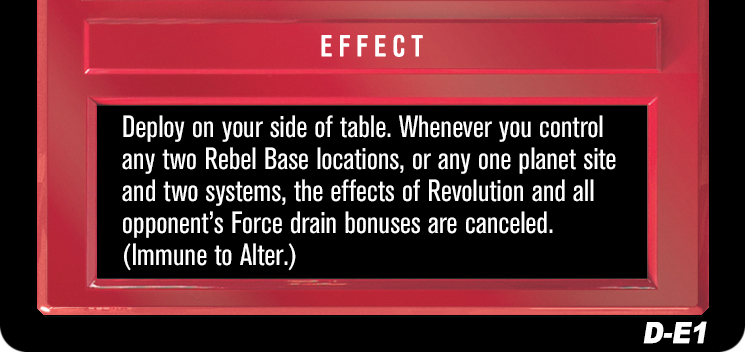 EFFECT
Deploy on your side of table. Whenever you control
any two Rebel Base locations, or any one planet site
and two systems, the effects of Revolution and all
opponent's Force drain bonuses are canceled.
(Immune to Alter.)
D-E1